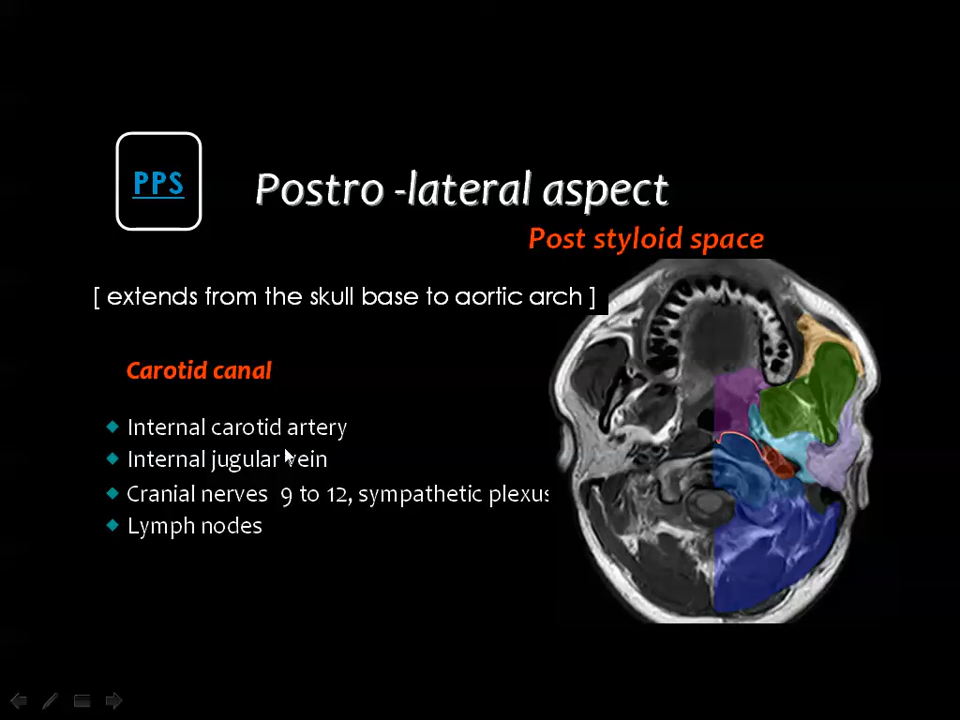 PPS
Postro -lateral aspect
Post styloid space
[ extends from the skull base to aortic arch ]
Carotid canal
Internal carotid artery
Internal jugular vein
Cranial nerves 9 to 12, sympathetic plexus
Lymph nodes